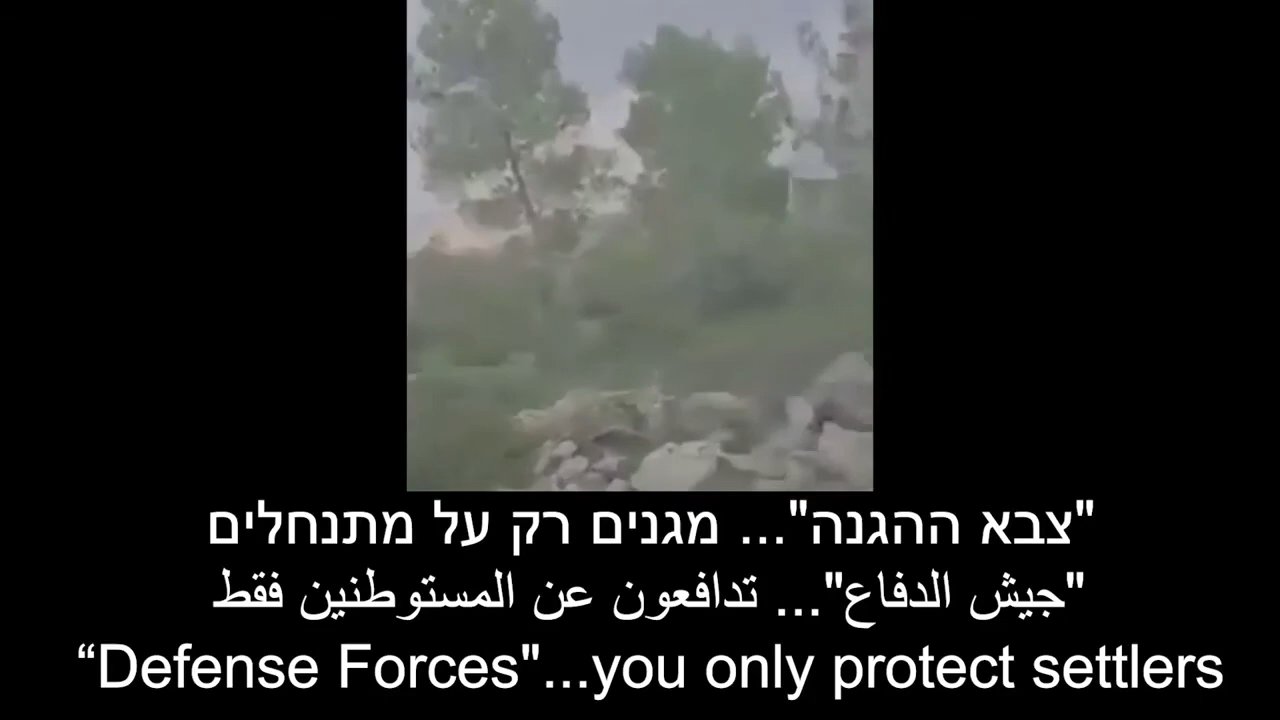 "צבא ההגנה"... מגנים רק על מתנחלים
"جيش الدفاع"... تدافعون عن المستوطنين فقط
“Defense Forces"...you only protect settlers